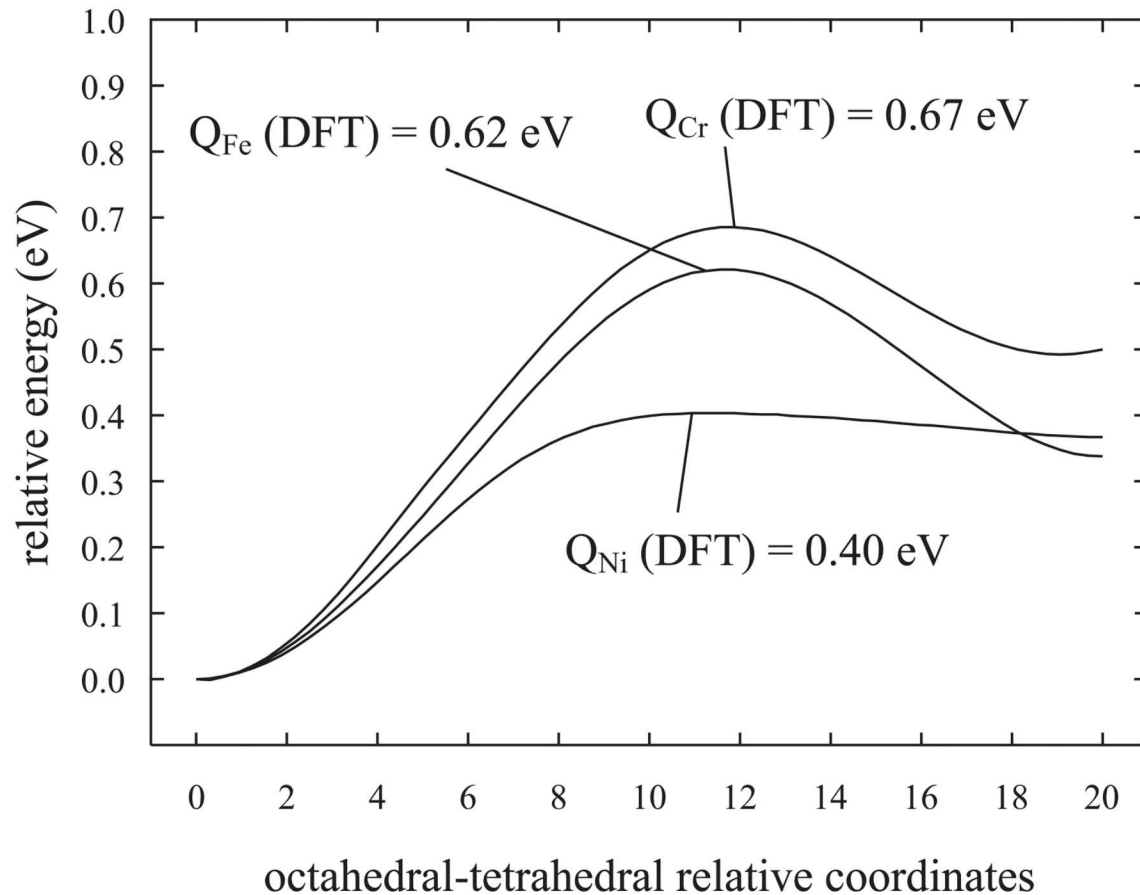 1.0
0.9
0.8
0.7
0.6
0.5
0.4
0.3
0.2
0.1
0.0
relative energy (eV)
Q_Fe (DFT) = 0.62 eV
Q_Cr (DFT) = 0.67 eV
Q_Ni (DFT) = 0.40 eV
0 2 4 6 8 10 12 14 16 18 20
octahedral-tetrahedral relative coordinates